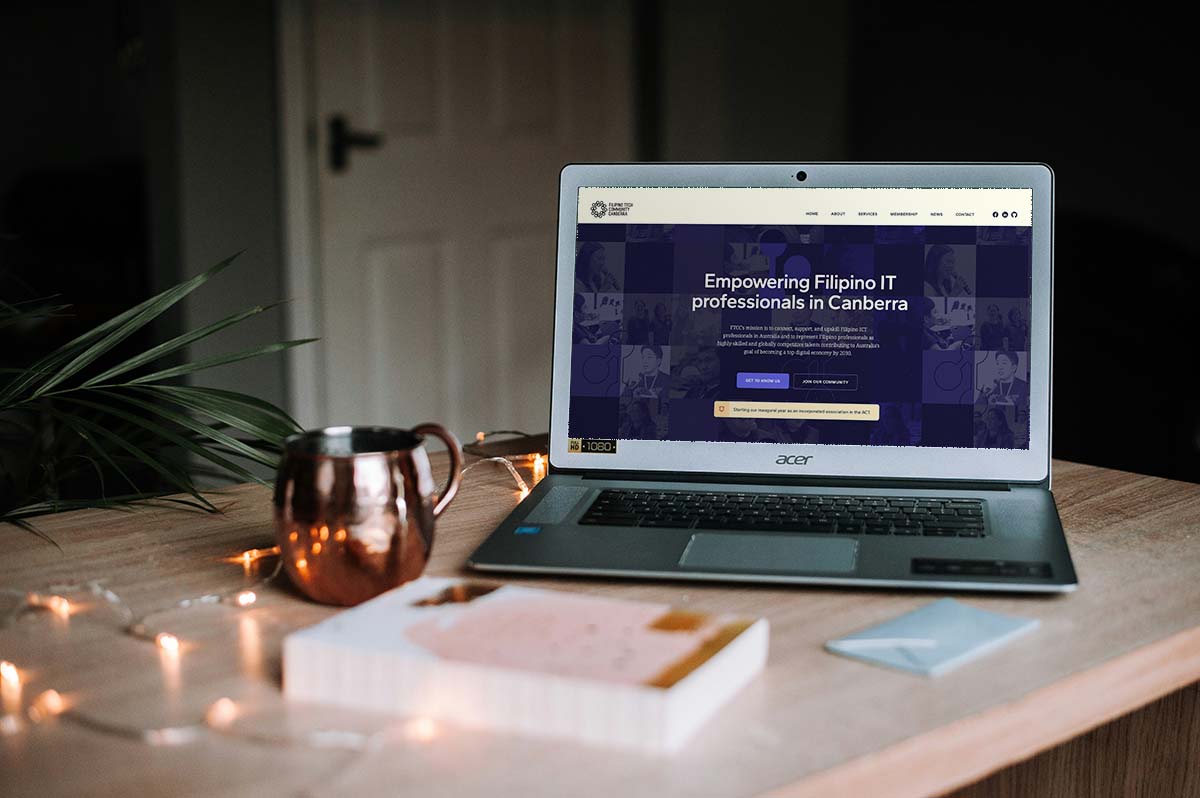 FILIPINO TECH
COMMUNITY
CANBERRA
HOME ABOUT SERVICES MEMBERSHIP NEWS CONTACT
Empowering Filipino IT
professionals in Canberra
FTCC's mission is to connect, support, and upskill Filipino ICT
professionals in Australia and to represent Filipino professionals as
highly-skilled and globally competitive talents contributing to Australia's
goal of becoming a top digital economy by 2030.
GET TO KNOW US JOIN OUR COMMUNITY
Starting our inaugural year as an incorporated association in the ACT.
HD 1080
acer